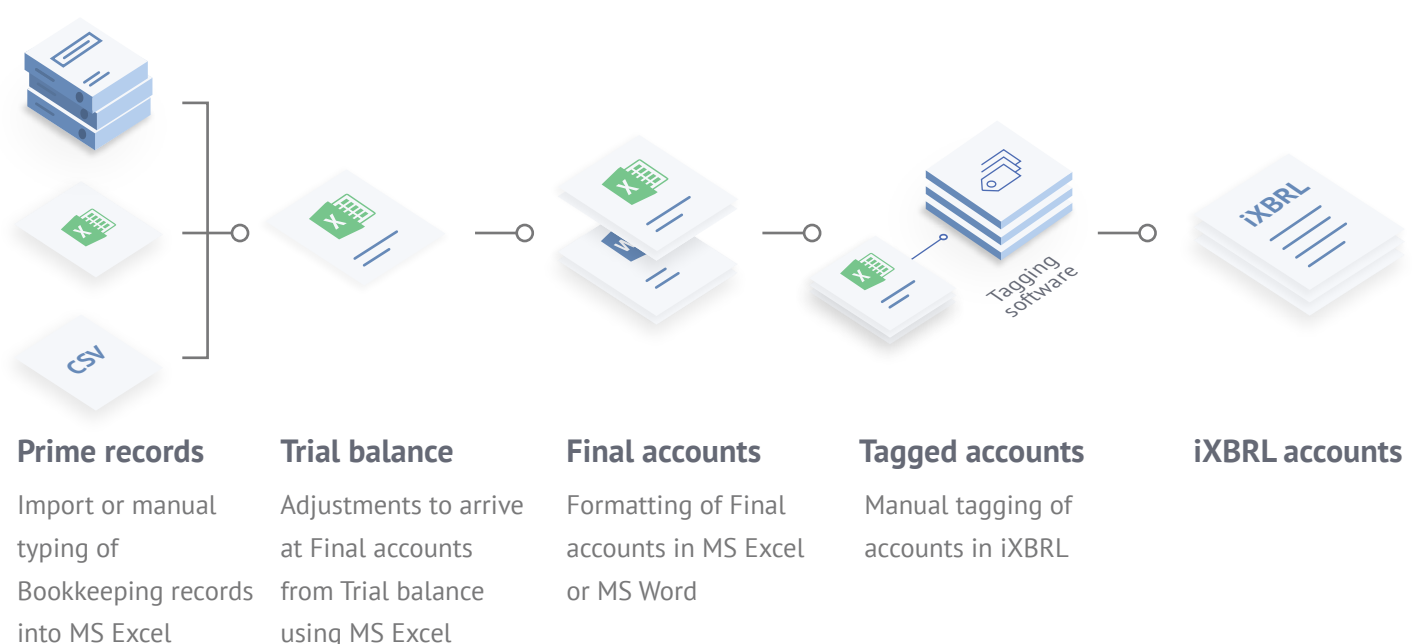 X
CSV
X
X
W
X
Tagging
software
iXBRL
Prime records
Import or manual
typing of
Bookkeeping records
into MS Excel
Trial balance
Adjustments to arrive
at Final accounts
from Trial balance
using MS Excel
Final accounts
Formatting of Final
accounts in MS Excel
or MS Word
Tagged accounts
Manual tagging of
accounts in iXBRL
iXBRL accounts